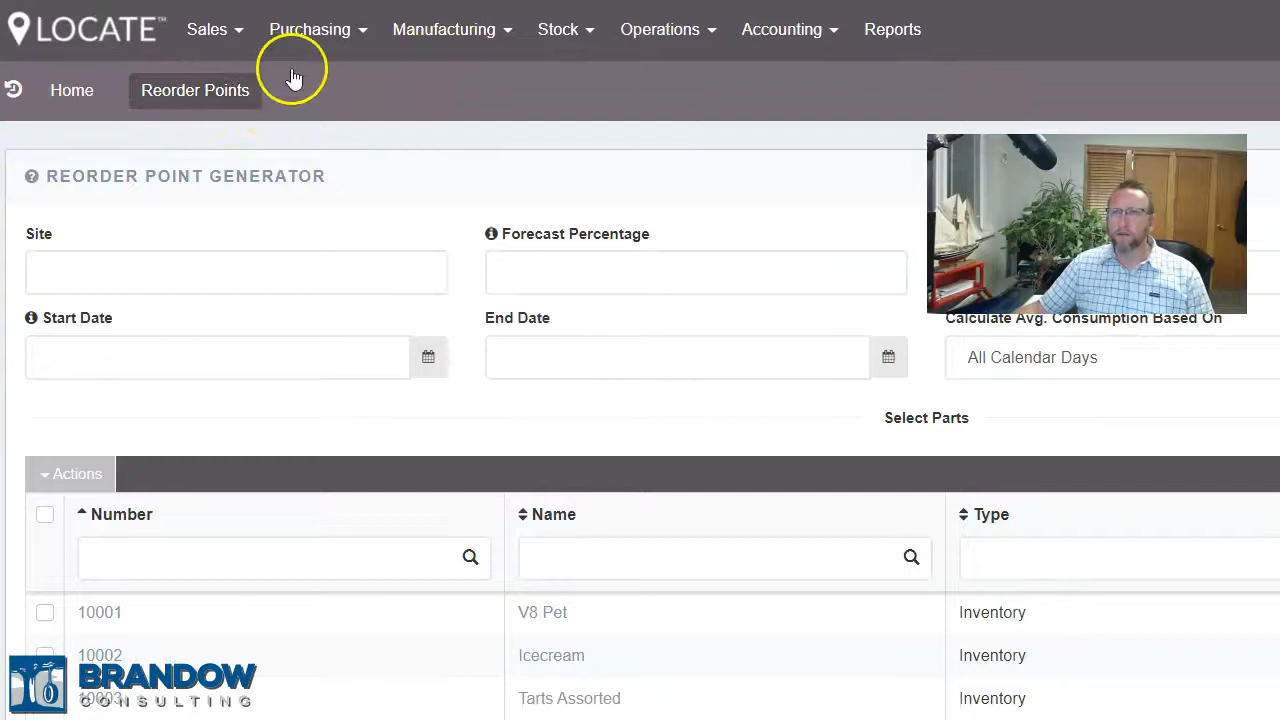 LOCATE™ Sales Purchasing Manufacturing Stock Operations Accounting Reports
Home Reorder Points
REORDER POINT GENERATOR
Site Forecast Percentage
Start Date End Date Calculate Avg. Consumption Based On
All Calendar Days
Select Parts
Actions
Number Name Type
10001 V8 Pet Inventory
10002 Icecream Inventory
10003 Tarts Assorted Inventory
BRANDOW
CONSULTING